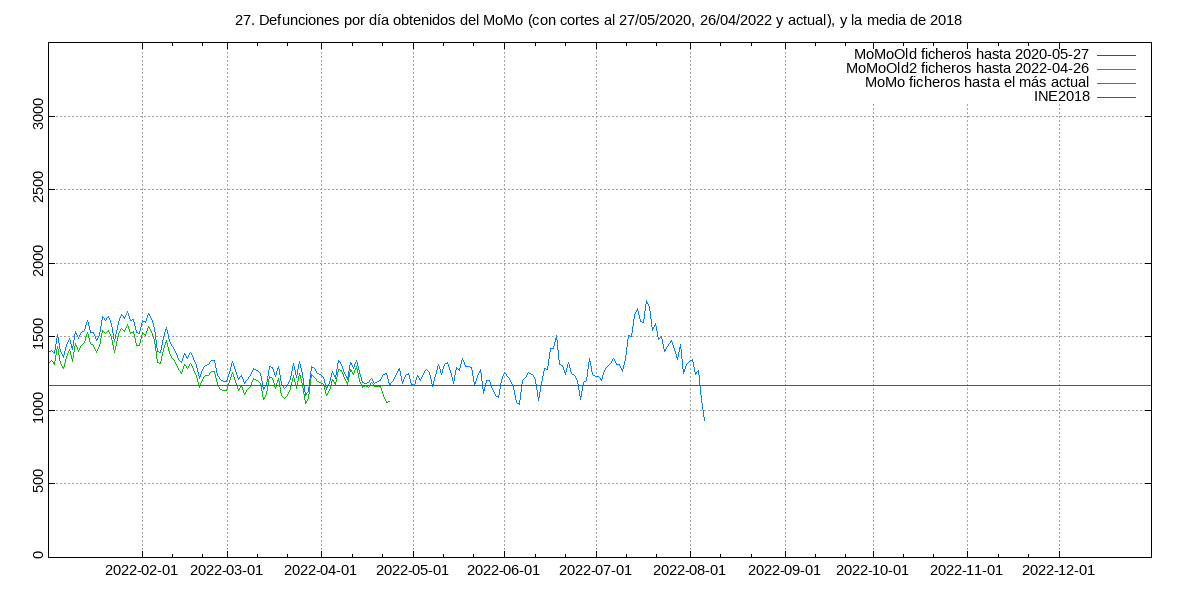 27. Defunciones por día obtenidos del MoMo (con cortes al 27/05/2020, 26/04/2022 y actual), y la media de 2018
MoMoOld ficheros hasta 2020-05-27
MoMoOld2 ficheros hasta 2022-04-26
MoMo ficheros hasta el más actual
INE2018
3000
2500
2000
1500
1000
500
0
2022-02-01 2022-03-01 2022-04-01 2022-05-01 2022-06-01 2022-07-01 2022-08-01 2022-09-01 2022-10-01 2022-11-01 2022-12-01